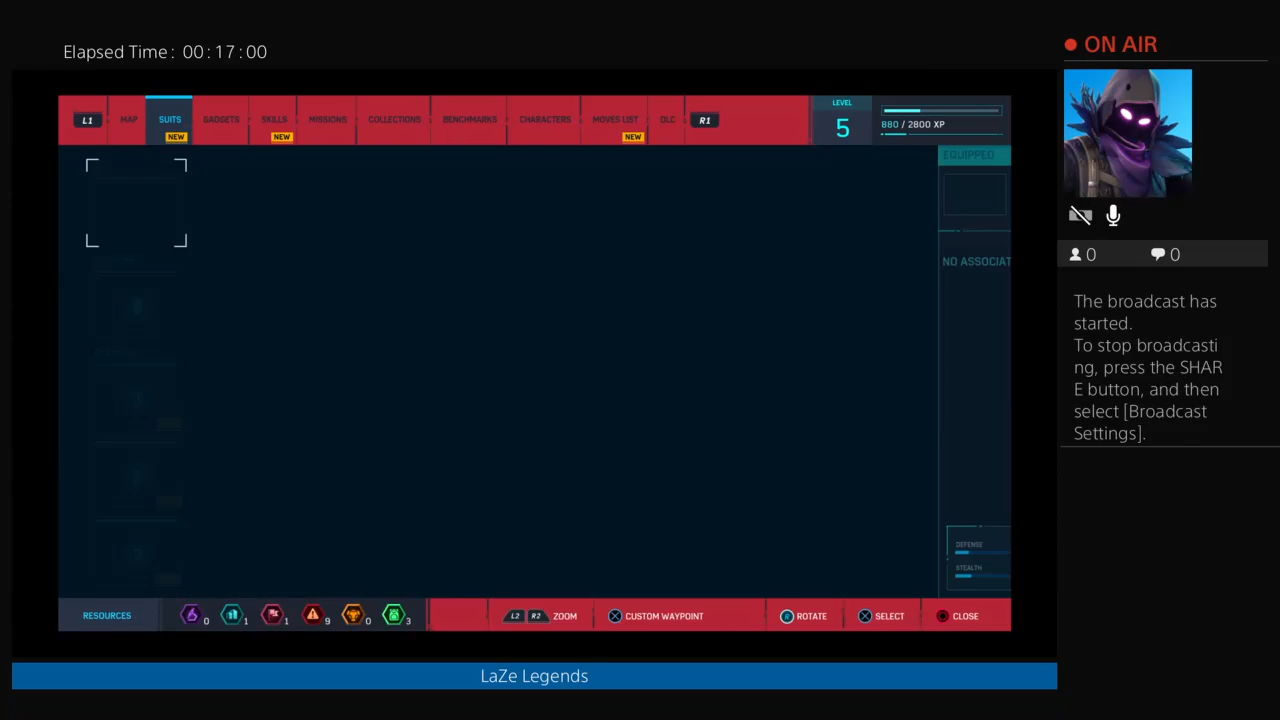 Elapsed Time: 00:17:00
ON AIR
L1 MAP SUITS GADGETS SKILLS MISSIONS COLLECTIONS BENCHMARKS CHARACTERS MOVES LIST DLC R1
NEW NEW NEW
LEVEL
5
880 / 2800 XP
EQUIPPED
NO ASSOCIAT
0 0
The broadcast has
started.
To stop broadcasti
ng, press the SHAR
E button, and then
select [Broadcast
Settings].
DEFENSE
STEALTH
RESOURCES 0 1 1 9 0 3 L2 R2 ZOOM CUSTOM WAYPOINT R ROTATE SELECT CLOSE
LaZe Legends